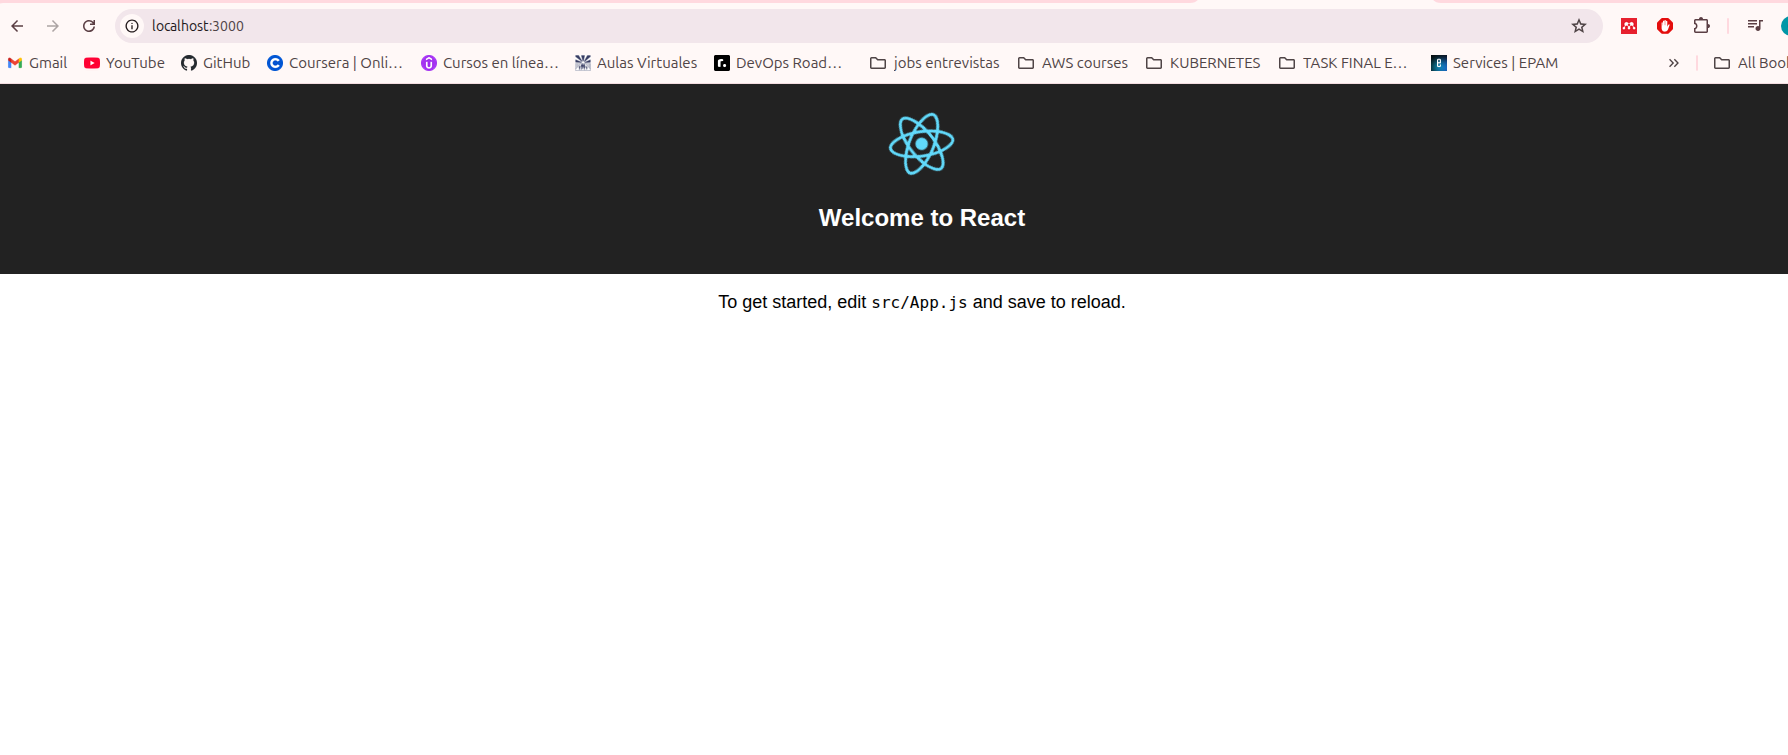 localhost:3000
Gmail YouTube GitHub Coursera | Onli... Cursos en línea... Aulas Virtuales DevOps Road... jobs entrevistas AWS courses KUBERNETES TASK FINAL E... Services | EPAM » All Boo
Welcome to React
To get started, edit src/App.js and save to reload.